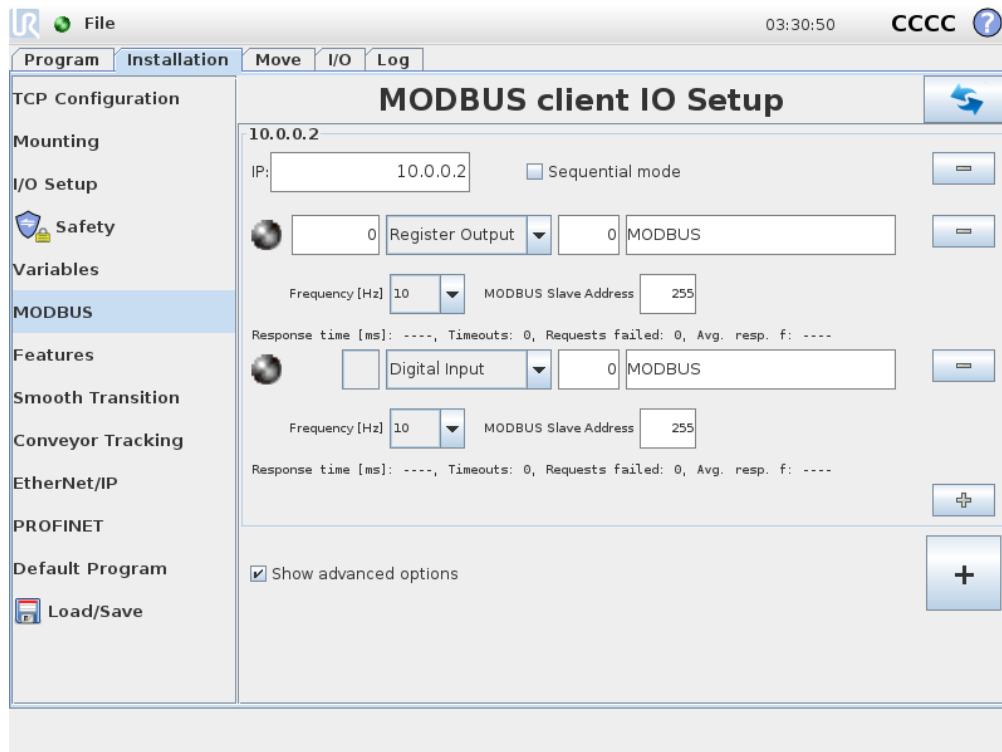 UR File 03:30:50 CCCC ?
Program Installation Move I/O Log
TCP Configuration
Mounting
I/O Setup
Safety
Variables
MODBUS
Features
Smooth Transition
Conveyor Tracking
EtherNet/IP
PROFINET
Default Program
Load/Save
MODBUS client IO Setup
10.0.0.2
IP: 10.0.0.2 Sequential mode
0 Register Output 0 MODBUS
Frequency [Hz] 10 MODBUS Slave Address 255
Response time [ms]: ----, Timeouts: 0, Requests failed: 0, Avg. resp. f: ----
Digital Input 0 MODBUS
Frequency [Hz] 10 MODBUS Slave Address 255
Response time [ms]: ----, Timeouts: 0, Requests failed: 0, Avg. resp. f: ----
Show advanced options